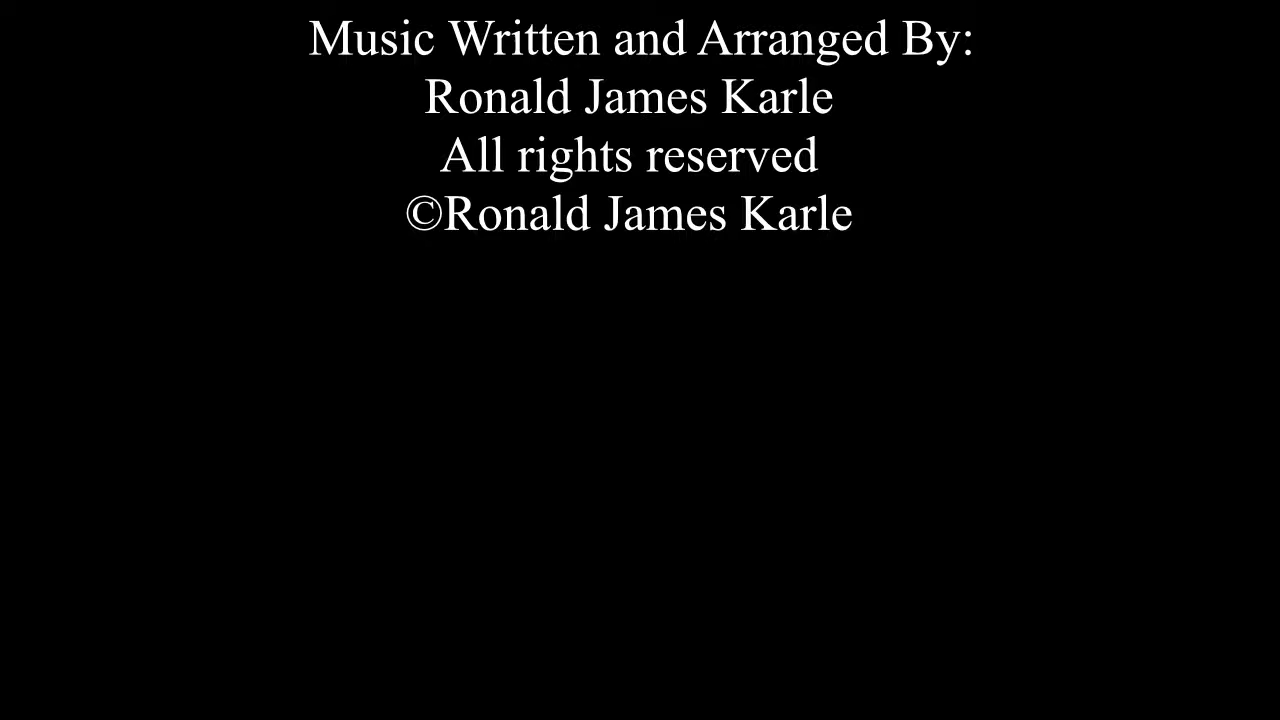 Music Written and Arranged By:
Ronald James Karle
All rights reserved
©Ronald James Karle